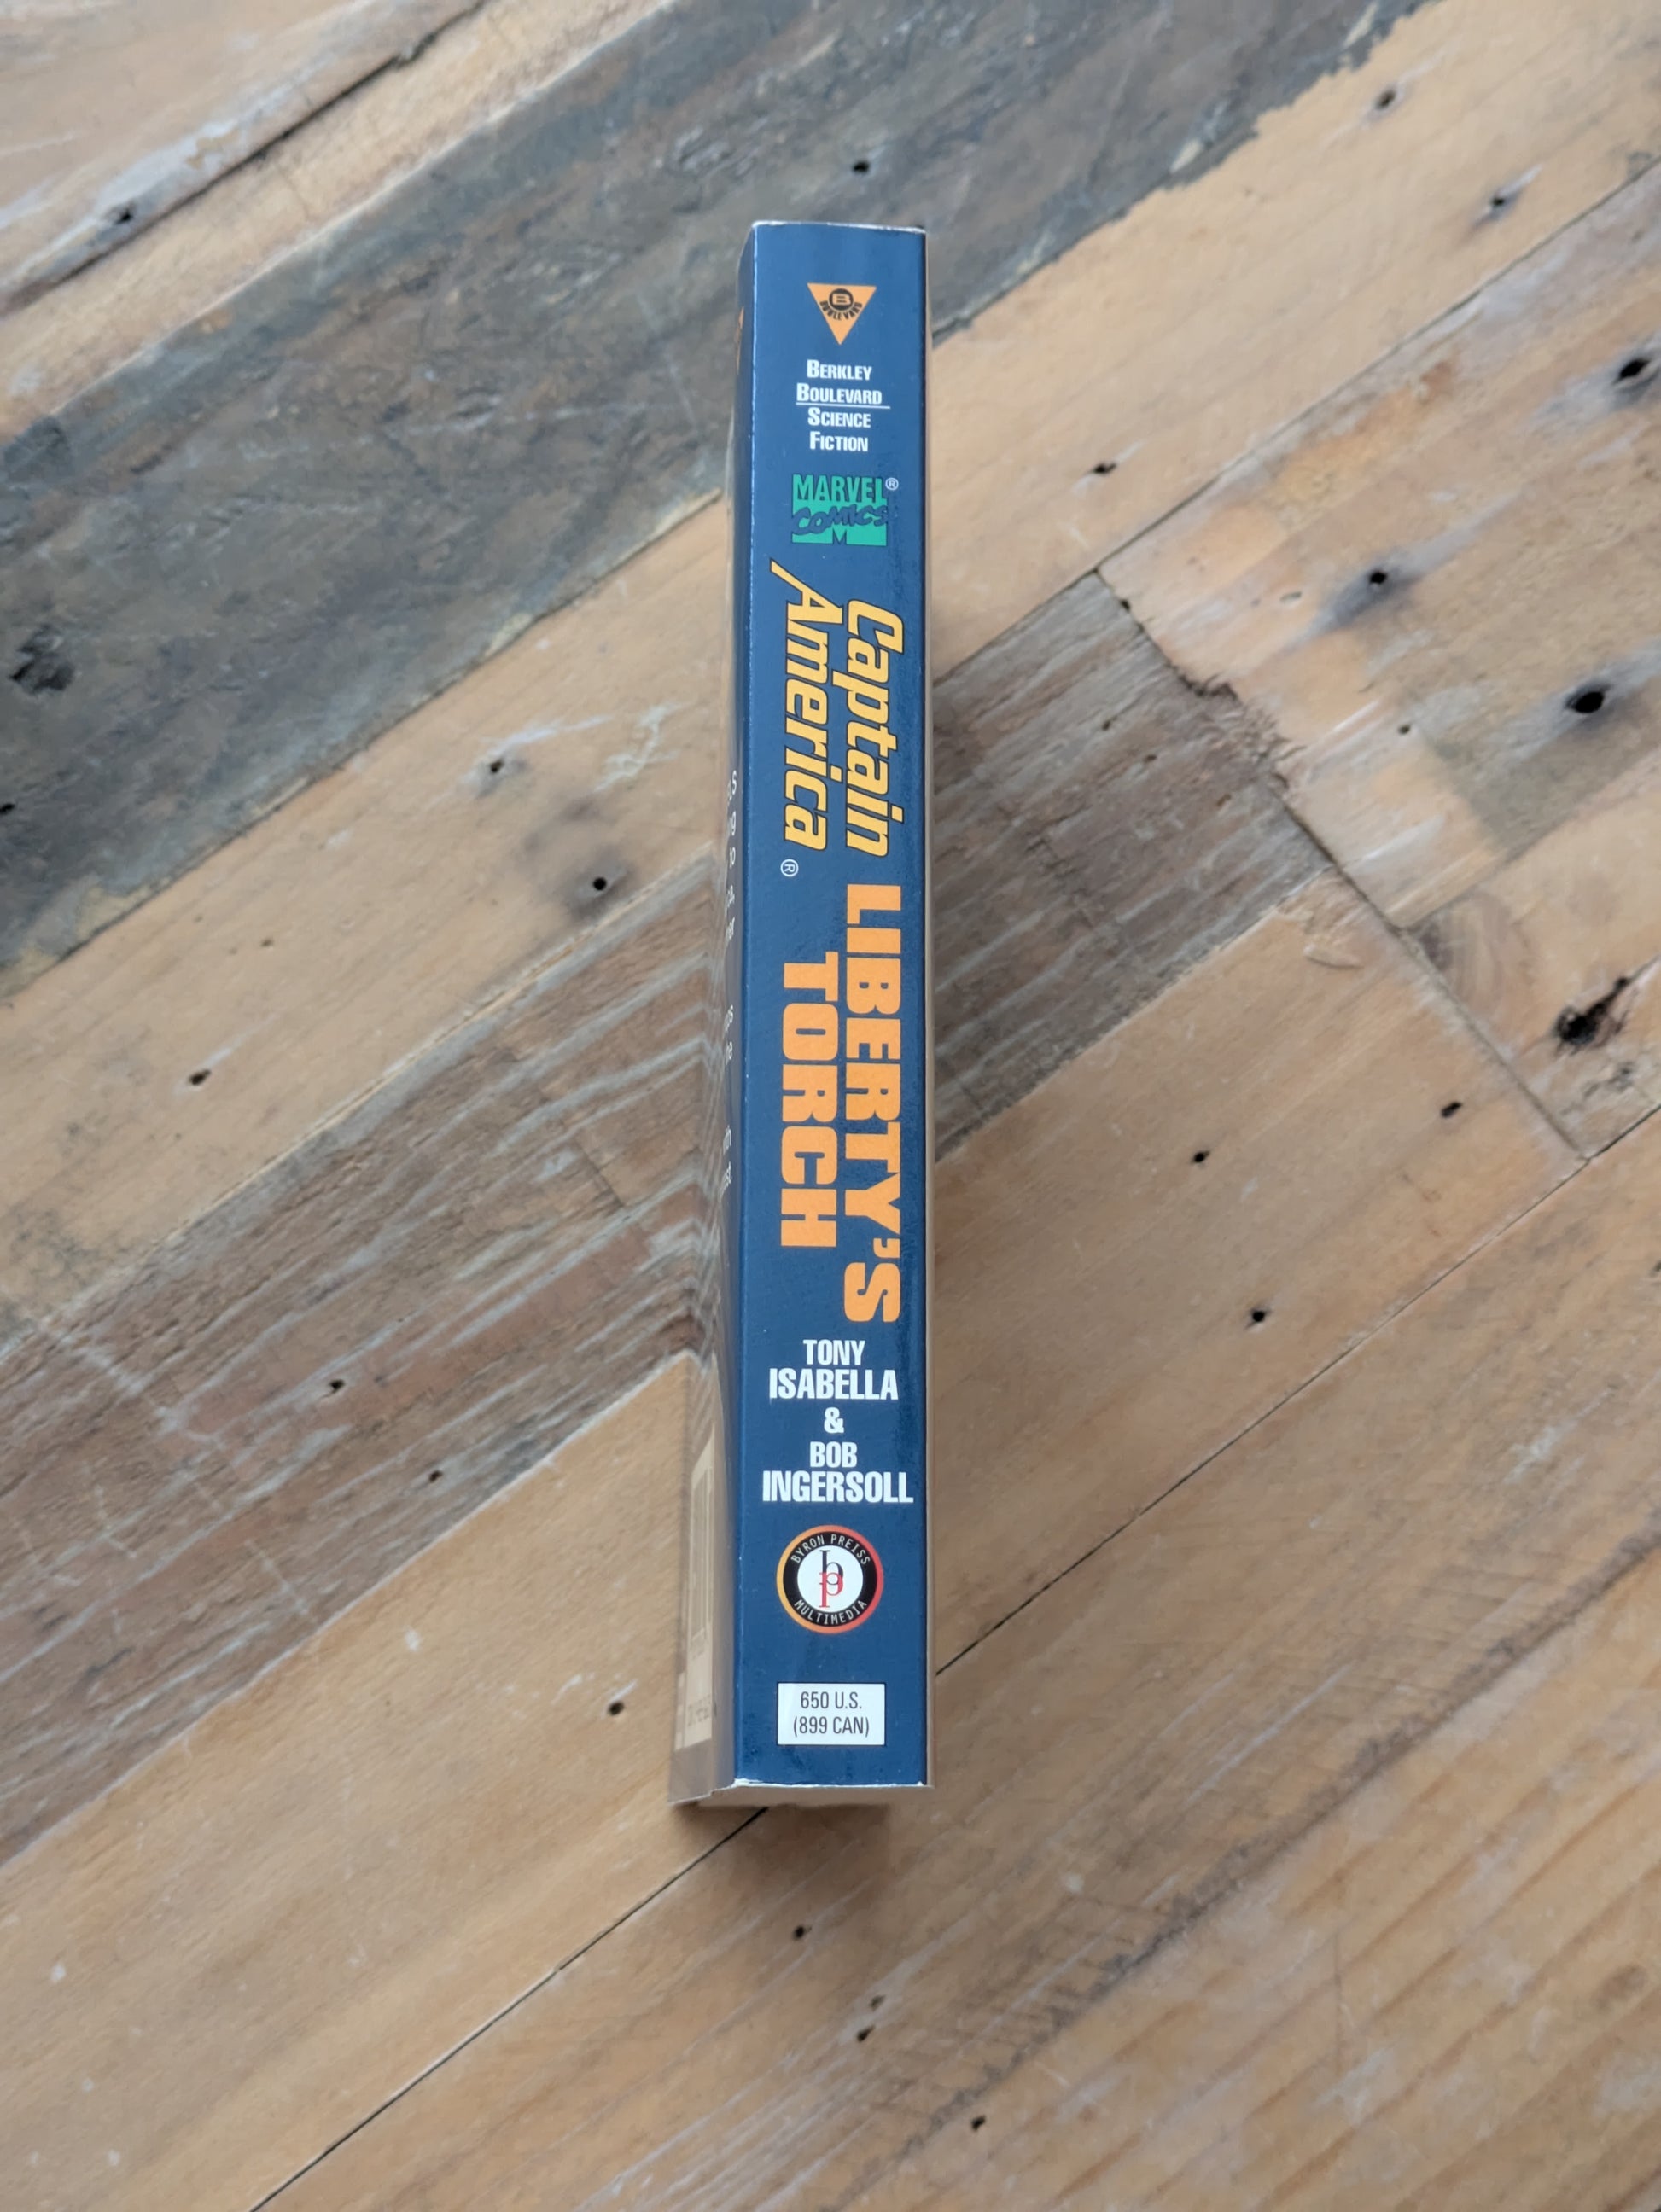 B
BOULEVARD
BERKLEY
BOULEVARD
SCIENCE
FICTION
MARVEL®
COMICS
Captain
America®
LIBERTY'S
TORCH
TONY
ISABELLA
&
BOB
INGERSOLL
BYRON PREISS
bp
MULTIMEDIA
650 U.S.
(899 CAN)